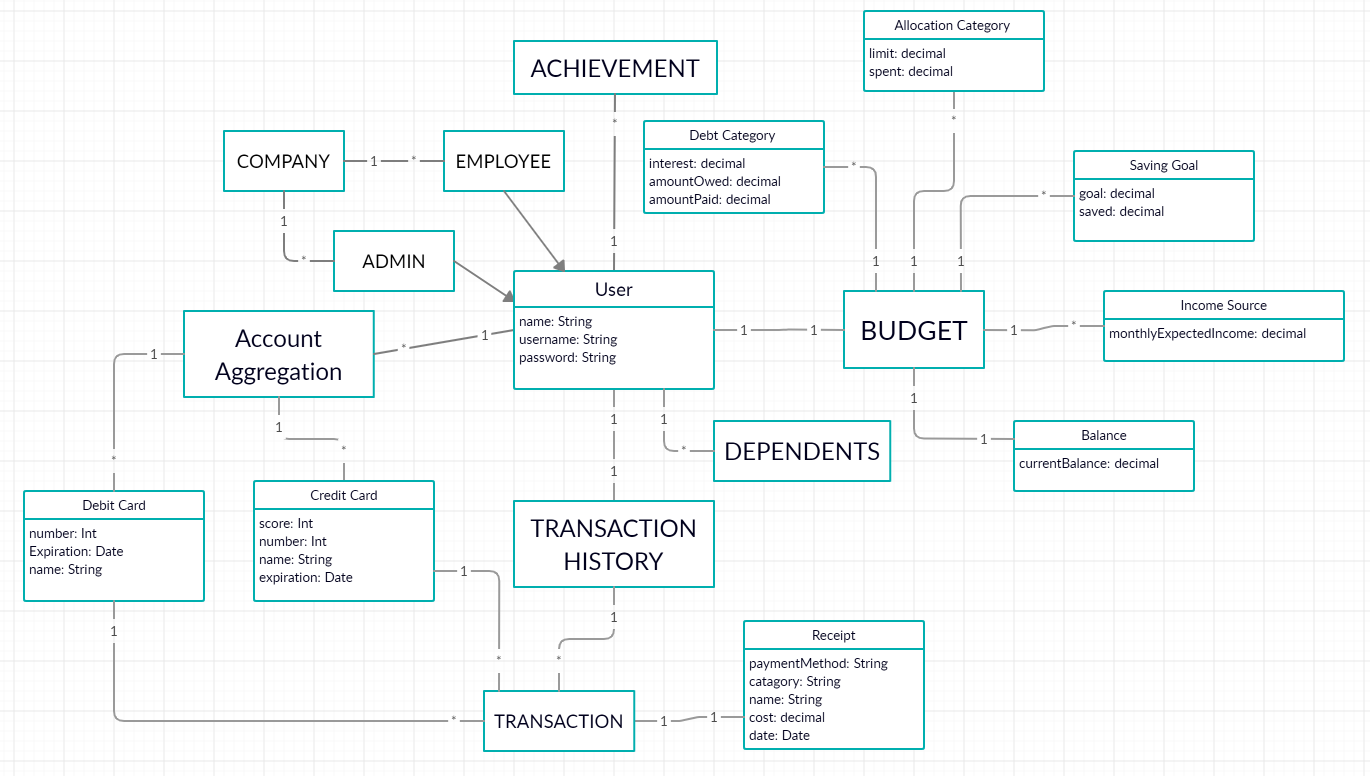 Allocation Category
limit: decimal
spent: decimal
*
ACHIEVEMENT
*
1
Debt Category
interest: decimal
amountOwed: decimal
amountPaid: decimal
*
1
1
Saving Goal
goal: decimal
saved: decimal
*
1
COMPANY
1
*
EMPLOYEE
1
*
ADMIN
User
name: String
username: String
password: String
1
*
Account
Aggregation
1
1
BUDGET
1
*
Income Source
monthlyExpectedIncome: decimal
1
1
Balance
currentBalance: decimal
1
*
DEPENDENTS
1
1
TRANSACTION
HISTORY
1
*
1
*
Debit Card
number: Int
Expiration: Date
name: String
1
*
Credit Card
score: Int
number: Int
name: String
expiration: Date
1
*
1
*
TRANSACTION
1
1
Receipt
paymentMethod: String
catagory: String
name: String
cost: decimal
date: Date